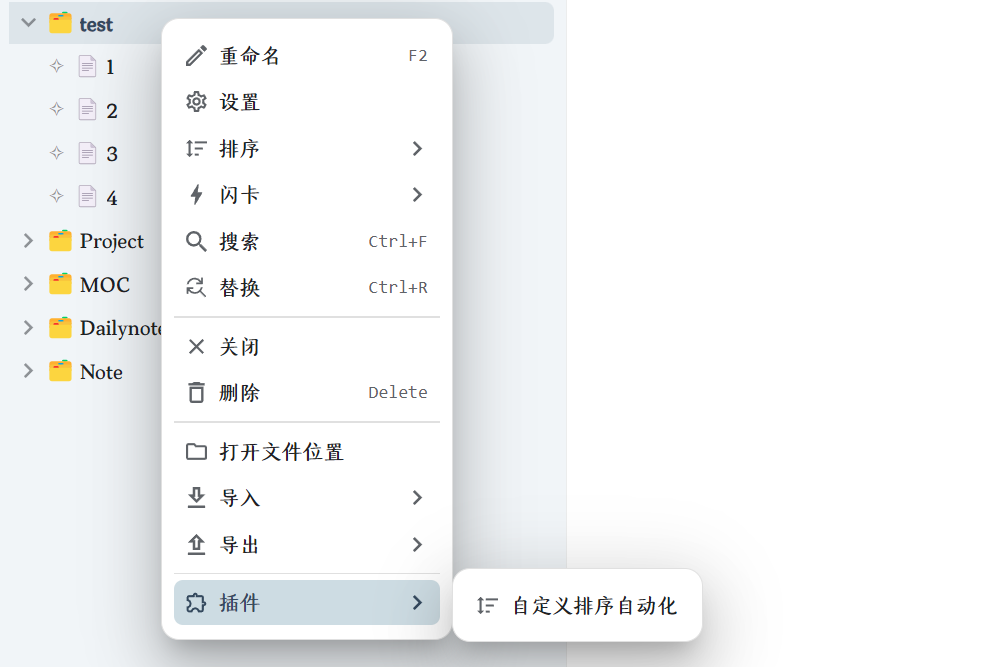 test
1
2
3
4
Project
MOC
Dailynote
Note
重命名 F2
设置
排序
闪卡
搜索 Ctrl+F
替换 Ctrl+R
关闭
删除 Delete
打开文件位置
导入
导出
插件
自定义排序自动化